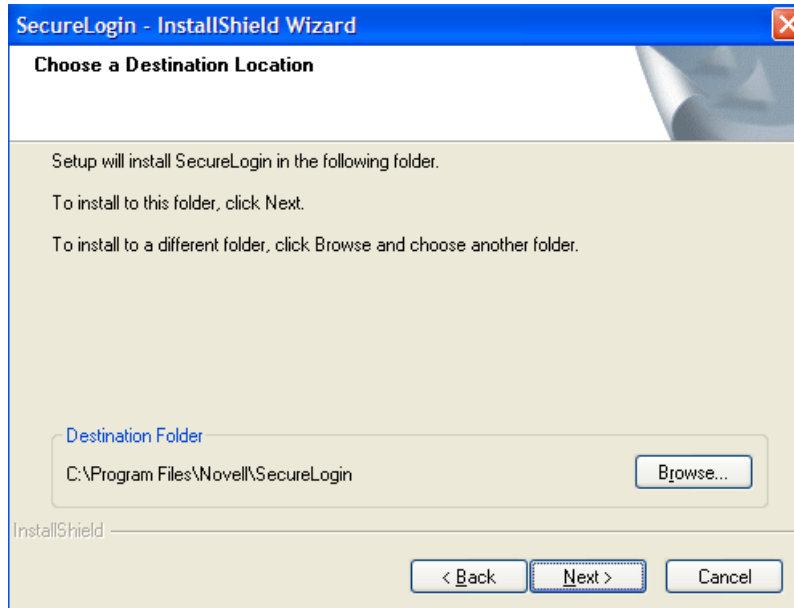 SecureLogin - InstallShield Wizard
Choose a Destination Location
Setup will install SecureLogin in the following folder.
To install to this folder, click Next.
To install to a different folder, click Browse and choose another folder.
Destination Folder
C:\Program Files\Novell\SecureLogin
Browse...
InstallShield
< Back
Next >
Cancel